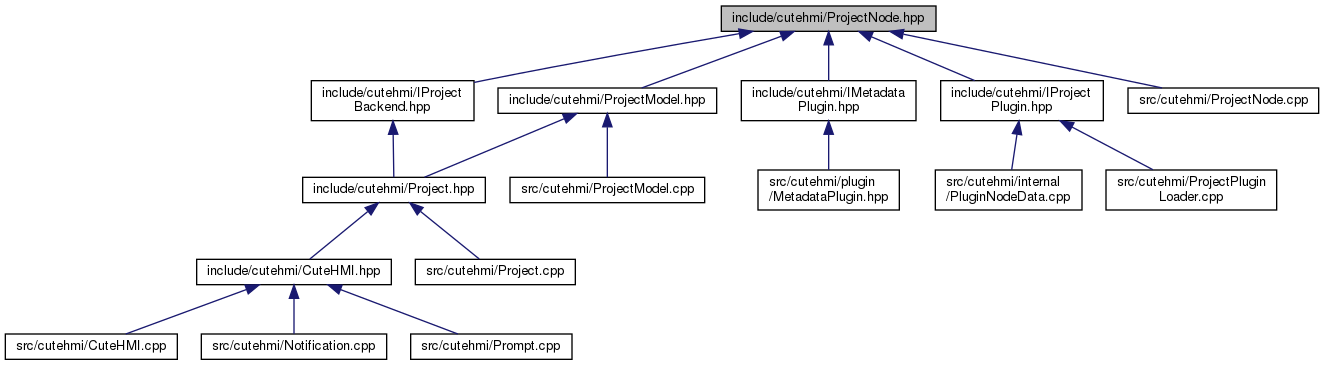 include/cutehmi/ProjectNode.hpp
include/cutehmi/IProject
Backend.hpp
include/cutehmi/ProjectModel.hpp
include/cutehmi/IMetadata
Plugin.hpp
include/cutehmi/IProject
Plugin.hpp
src/cutehmi/ProjectNode.cpp
include/cutehmi/Project.hpp
src/cutehmi/ProjectModel.cpp
src/cutehmi/plugin
/MetadataPlugin.hpp
src/cutehmi/internal
/PluginNodeData.cpp
src/cutehmi/ProjectPlugin
Loader.cpp
include/cutehmi/CuteHMI.hpp
src/cutehmi/Project.cpp
src/cutehmi/CuteHMI.cpp
src/cutehmi/Notification.cpp
src/cutehmi/Prompt.cpp